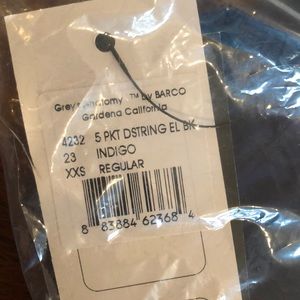 Grey's Anatomy ™ by BARCO
Gardena California
4232 5 PKT DSTRING EL BK
23 INDIGO
XXS REGULAR
8 83884 62368 4